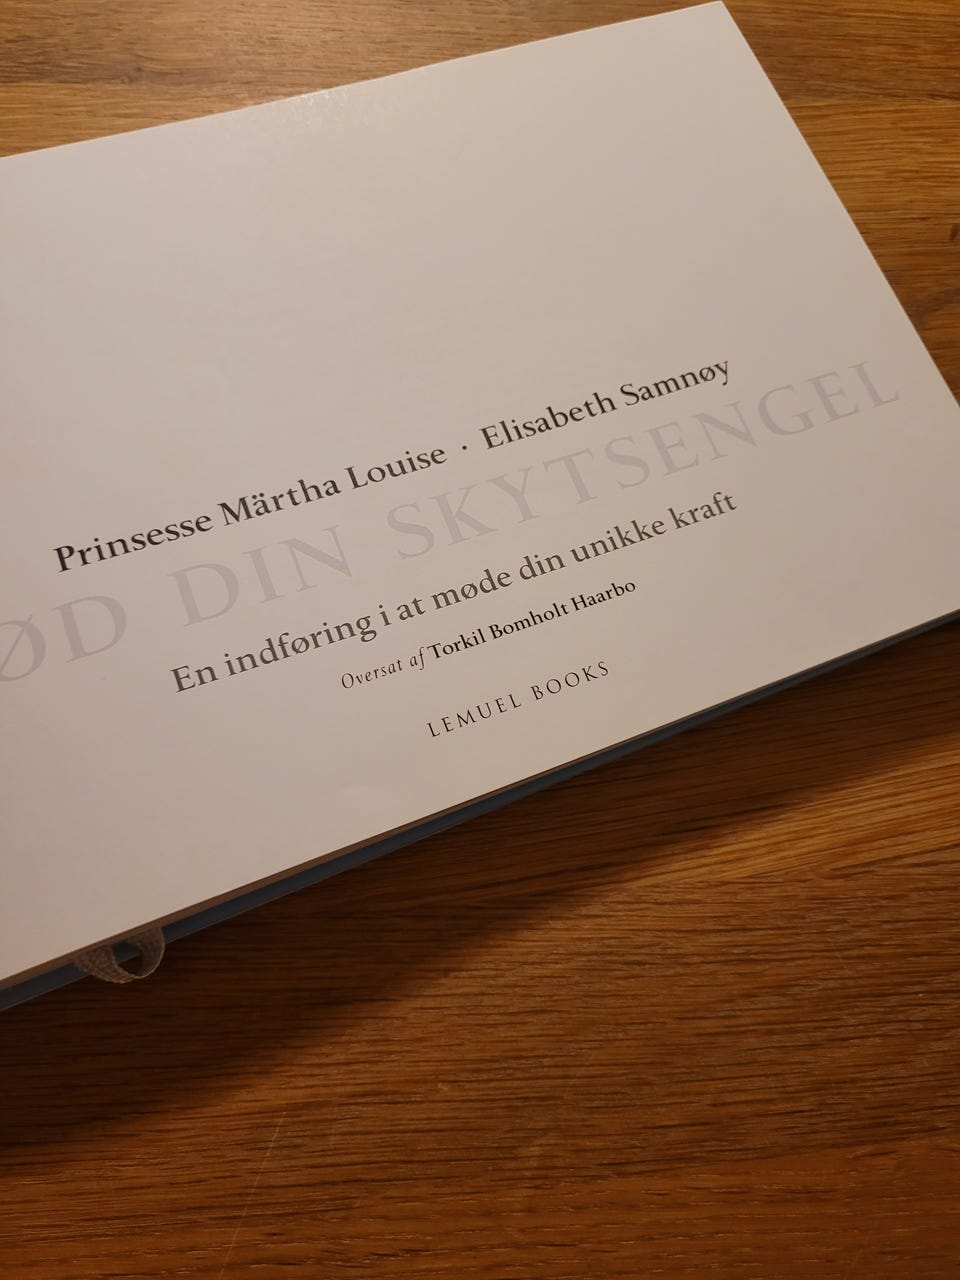 Prinsesse Märtha Louise · Elisabeth Samnøy
ØD DIN SKYTSENGEL
En indføring i at møde din unikke kraft
Oversat af Torkil Bomholt Haarbo
LEMUEL BOOKS